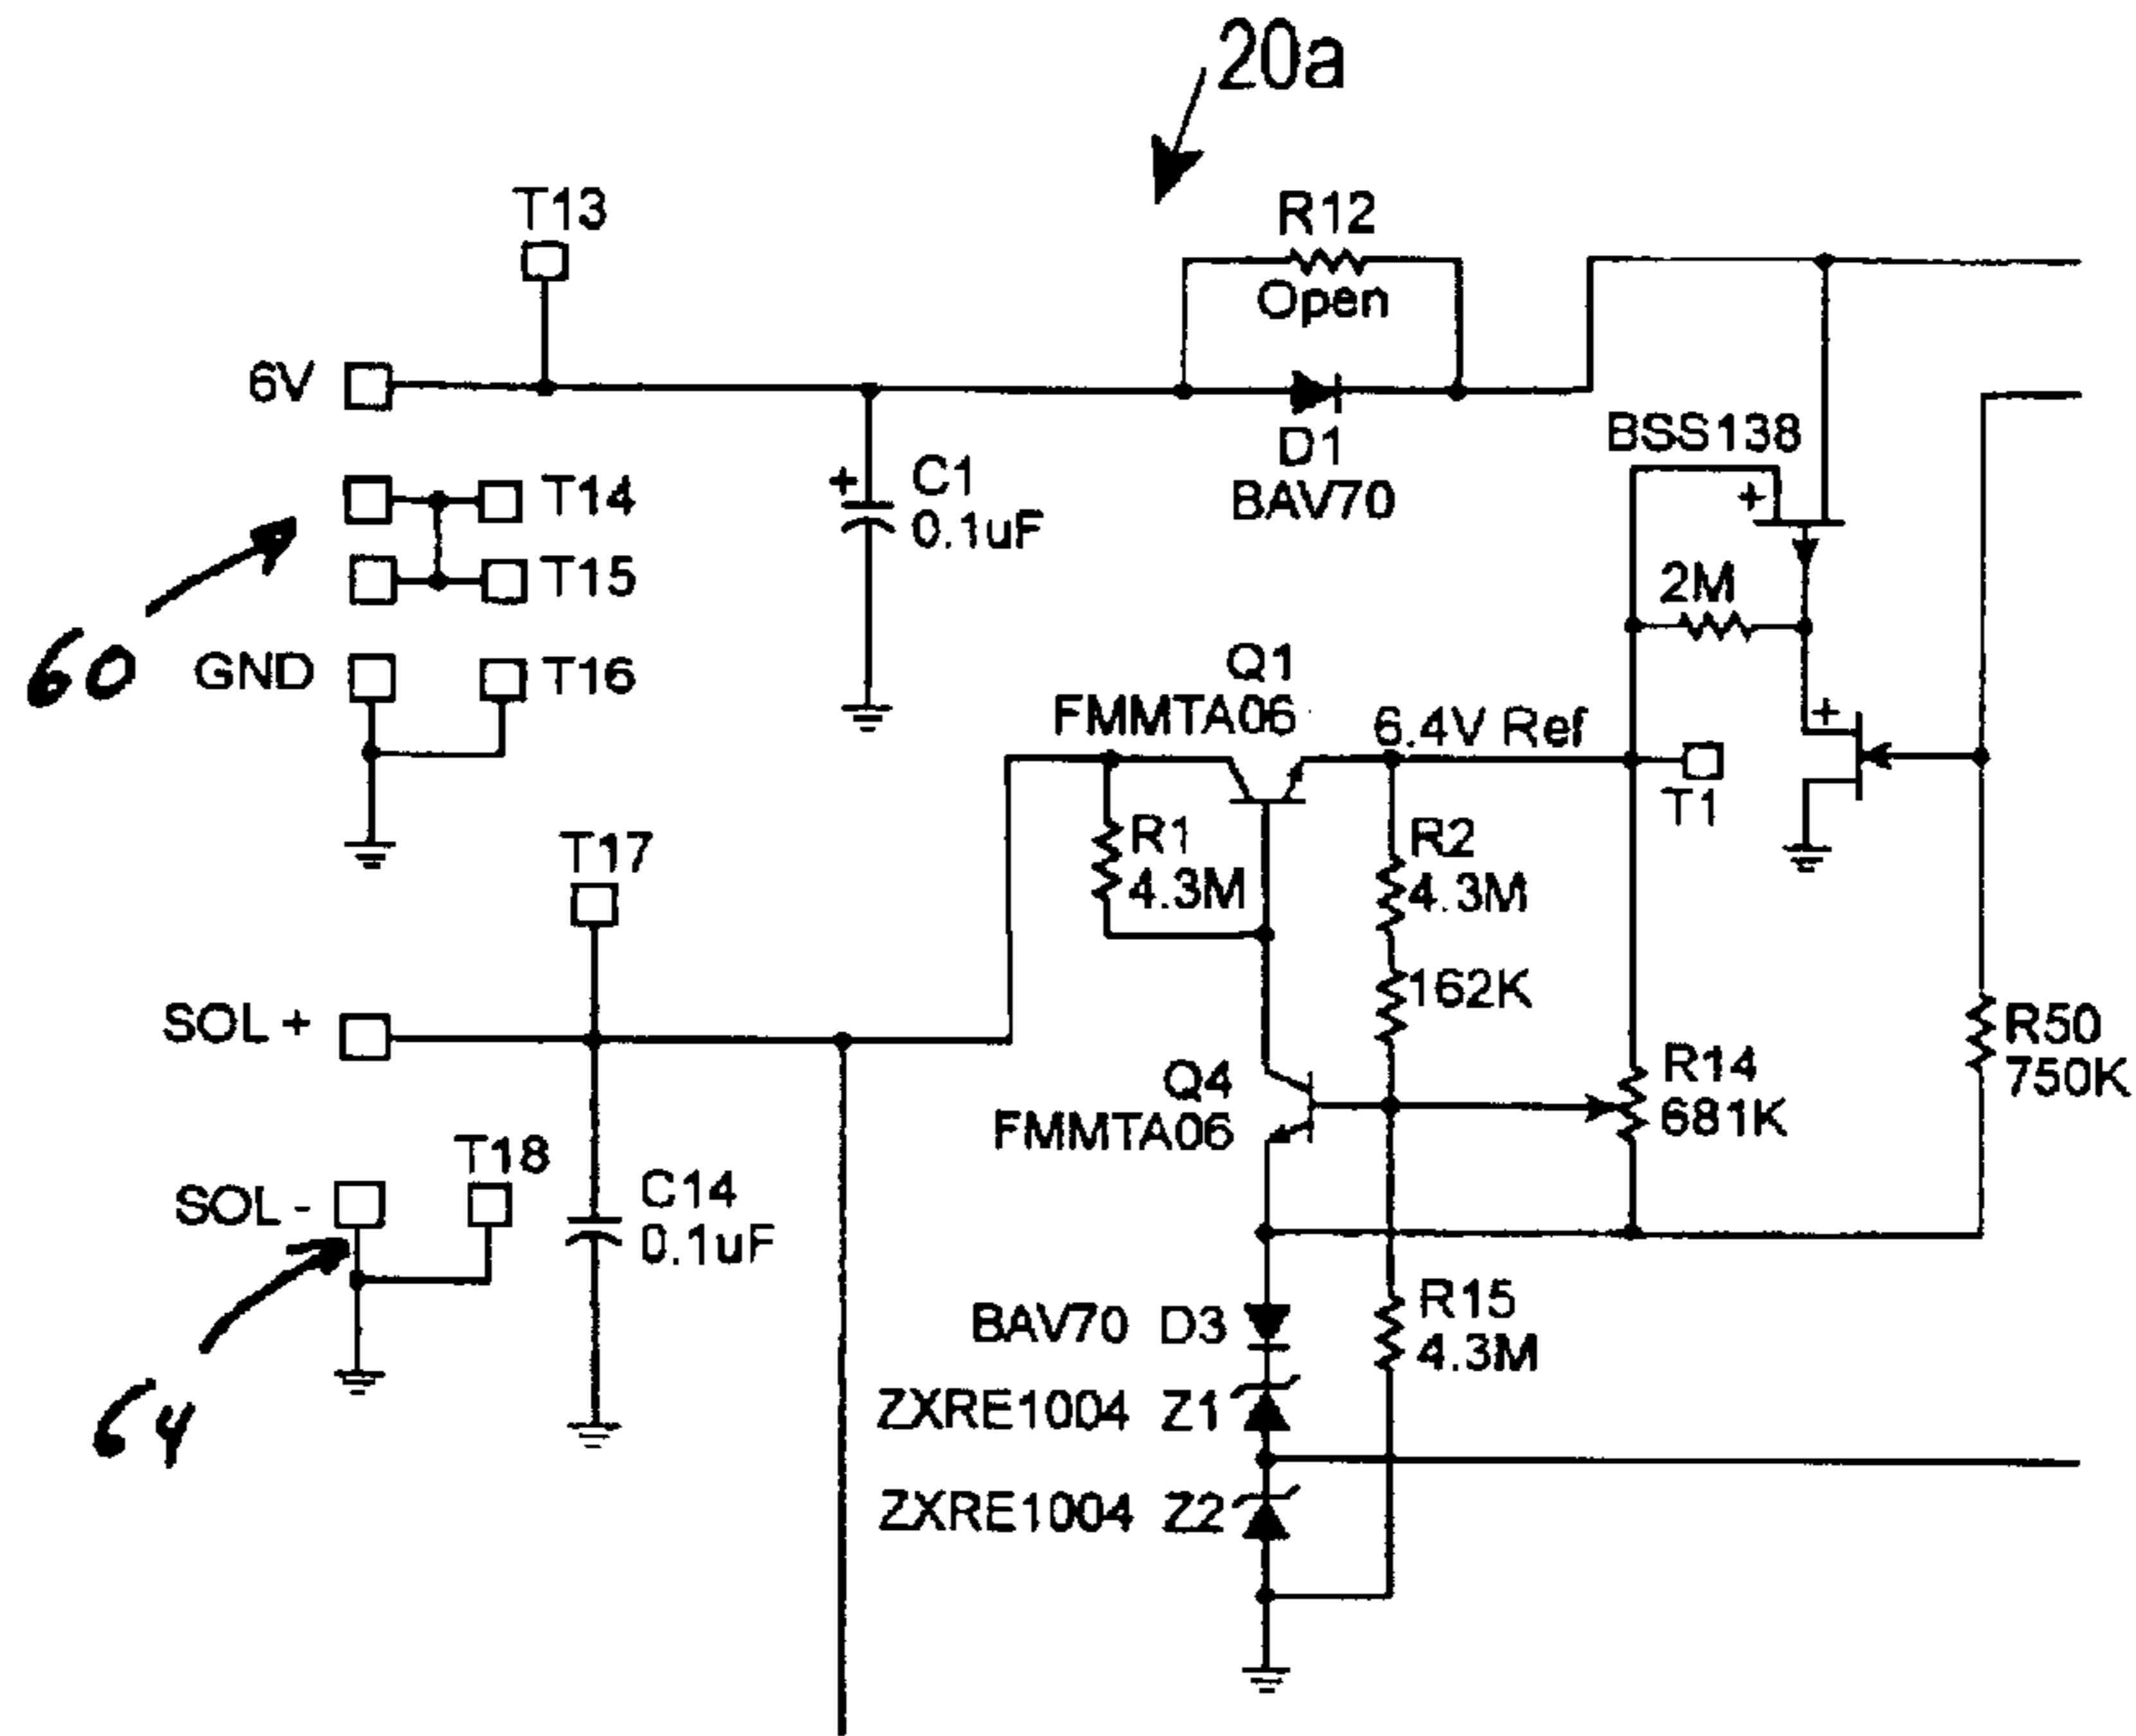 20a
T13
R12
Open
6V
D1
BAV70
BSS138
+
+
C1
0.1uF
T14
T15
2M
60
GND
T16
Q1
FMMTA06
6.4V Ref
+
T1
R1
4.3M
R2
4.3M
T17
162K
SOL +
R50
750K
R14
681K
Q4
FMMTA06
T18
SOL -
C14
0.1uF
BAV70 D3
R15
4.3M
ZXRE1004 Z1
64
ZXRE1004 Z2